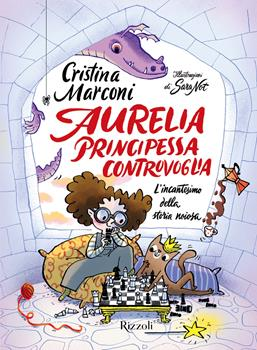 Cristina
Marconi
Illustrazioni
di Sara Not
AURELIA
PRINCIPESSA
CONTROVOGLIA
L'incantesimo
della
storia noiosa
Rizzoli